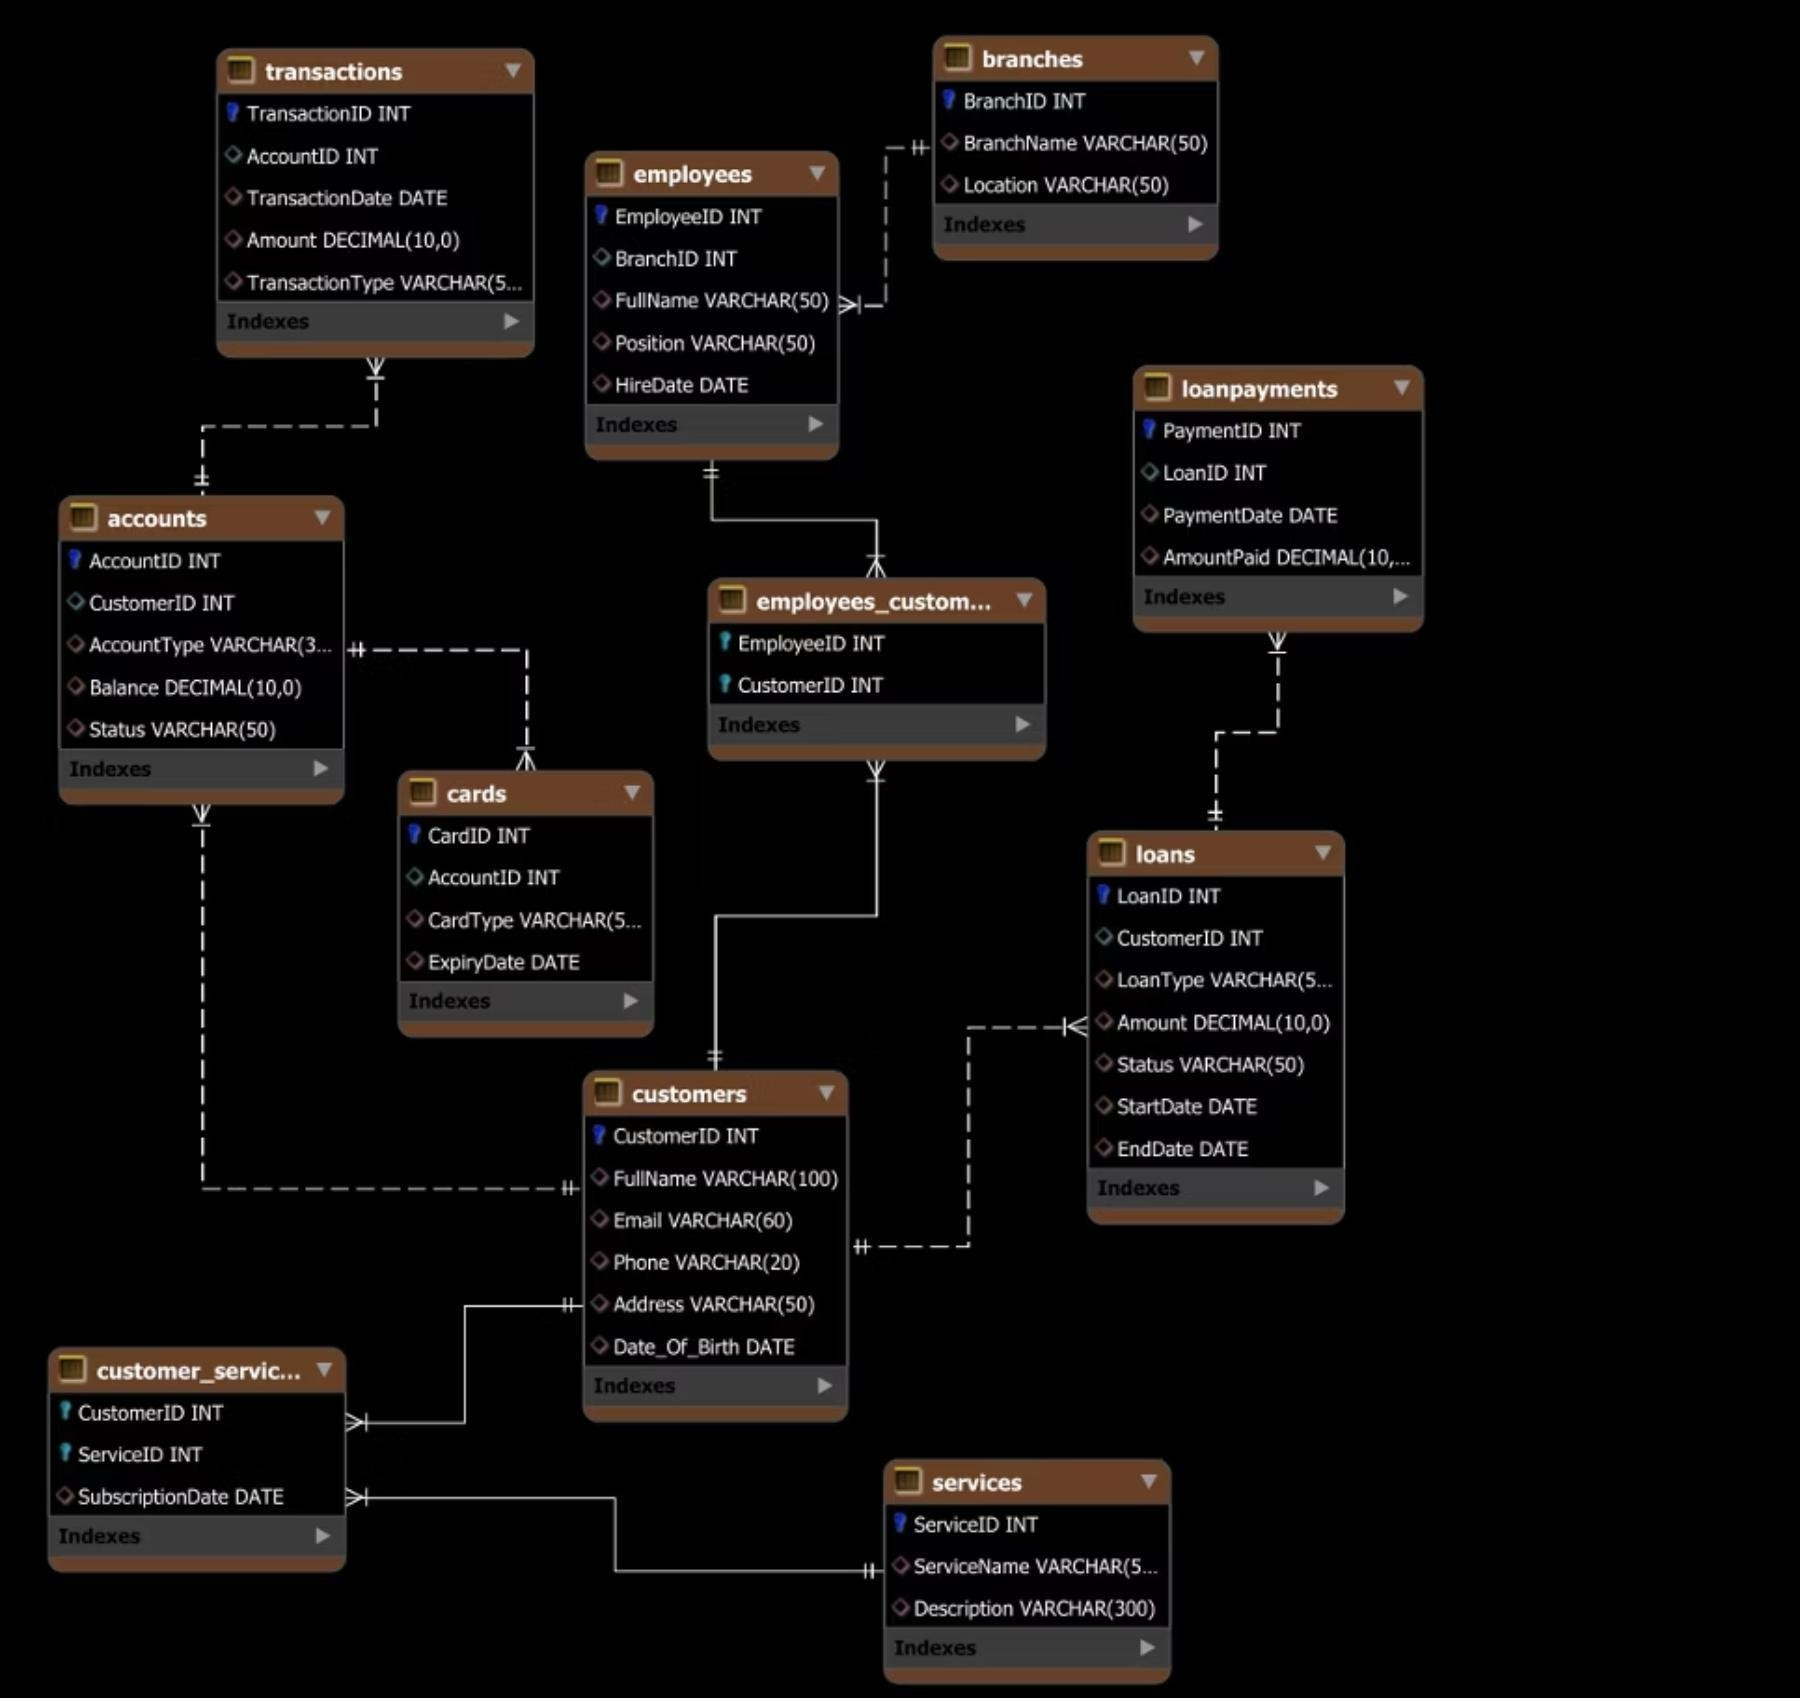 transactions
TransactionID INT
AccountID INT
TransactionDate DATE
Amount DECIMAL(10,0)
TransactionType VARCHAR(5...
Indexes
branches
BranchID INT
BranchName VARCHAR(50)
Location VARCHAR(50)
Indexes
employees
EmployeeID INT
BranchID INT
FullName VARCHAR(50)
Position VARCHAR(50)
HireDate DATE
Indexes
loanpayments
PaymentID INT
LoanID INT
PaymentDate DATE
AmountPaid DECIMAL(10,...
Indexes
accounts
AccountID INT
CustomerID INT
AccountType VARCHAR(3...
Balance DECIMAL(10,0)
Status VARCHAR(50)
Indexes
employees_custom...
EmployeeID INT
CustomerID INT
Indexes
cards
CardID INT
AccountID INT
CardType VARCHAR(5...
ExpiryDate DATE
Indexes
loans
LoanID INT
CustomerID INT
LoanType VARCHAR(5...
Amount DECIMAL(10,0)
Status VARCHAR(50)
StartDate DATE
EndDate DATE
Indexes
customers
CustomerID INT
FullName VARCHAR(100)
Email VARCHAR(60)
Phone VARCHAR(20)
Address VARCHAR(50)
Date_Of_Birth DATE
Indexes
customer_servic...
CustomerID INT
ServiceID INT
SubscriptionDate DATE
Indexes
services
ServiceID INT
ServiceName VARCHAR(5...
Description VARCHAR(300)
Indexes